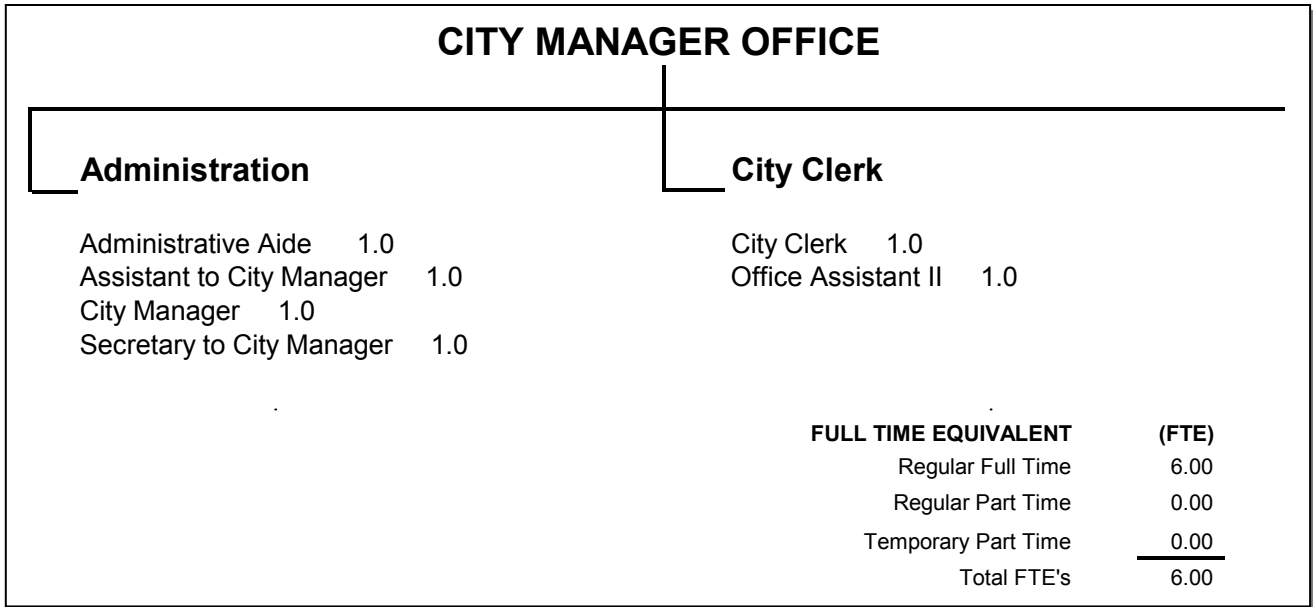 CITY MANAGER OFFICE
Administration
Administrative Aide 1.0
Assistant to City Manager 1.0
City Manager 1.0
Secretary to City Manager 1.0
.
City Clerk
City Clerk 1.0
Office Assistant II 1.0
.
FULL TIME EQUIVALENT (FTE)
Regular Full Time 6.00
Regular Part Time 0.00
Temporary Part Time 0.00
Total FTE's 6.00